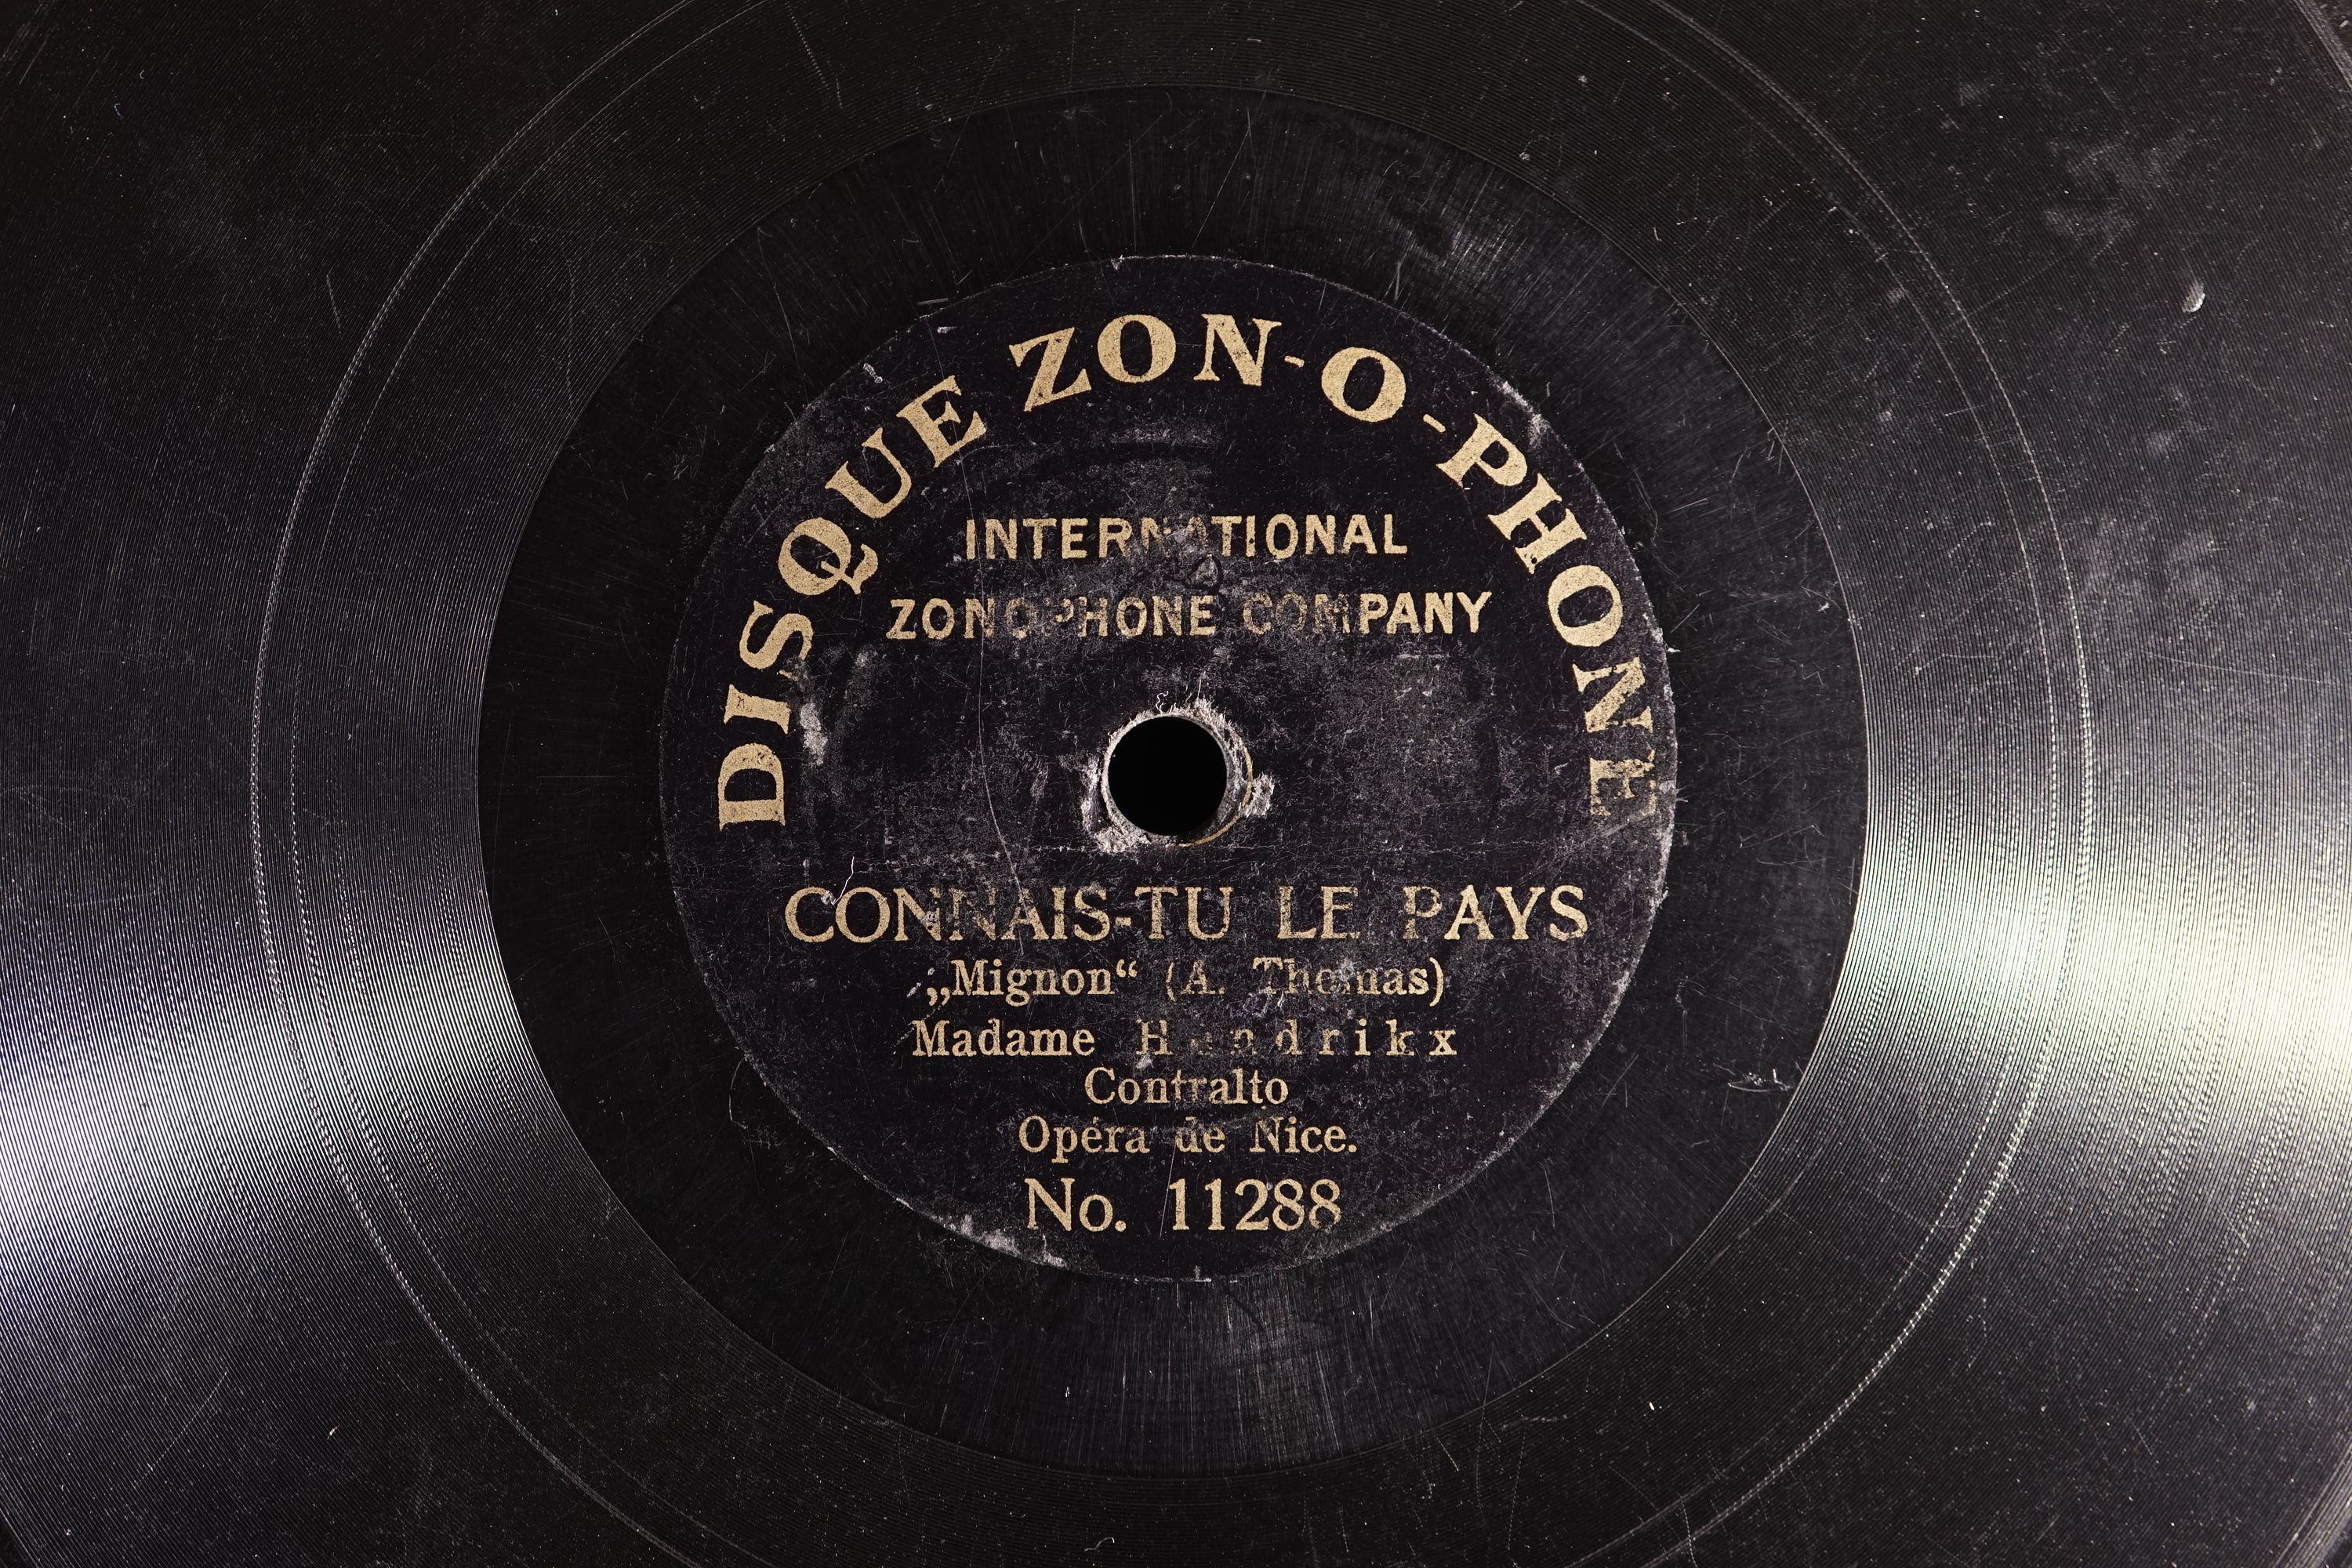 DISQUE ZON-O-PHONE
INTERNATIONAL
ZONOPHONE COMPANY
CONNAIS-TU LE PAYS
„Mignon“ (A. Thomas)
Madame Hendrikx
Contralto
Opéra de Nice.
No. 11288